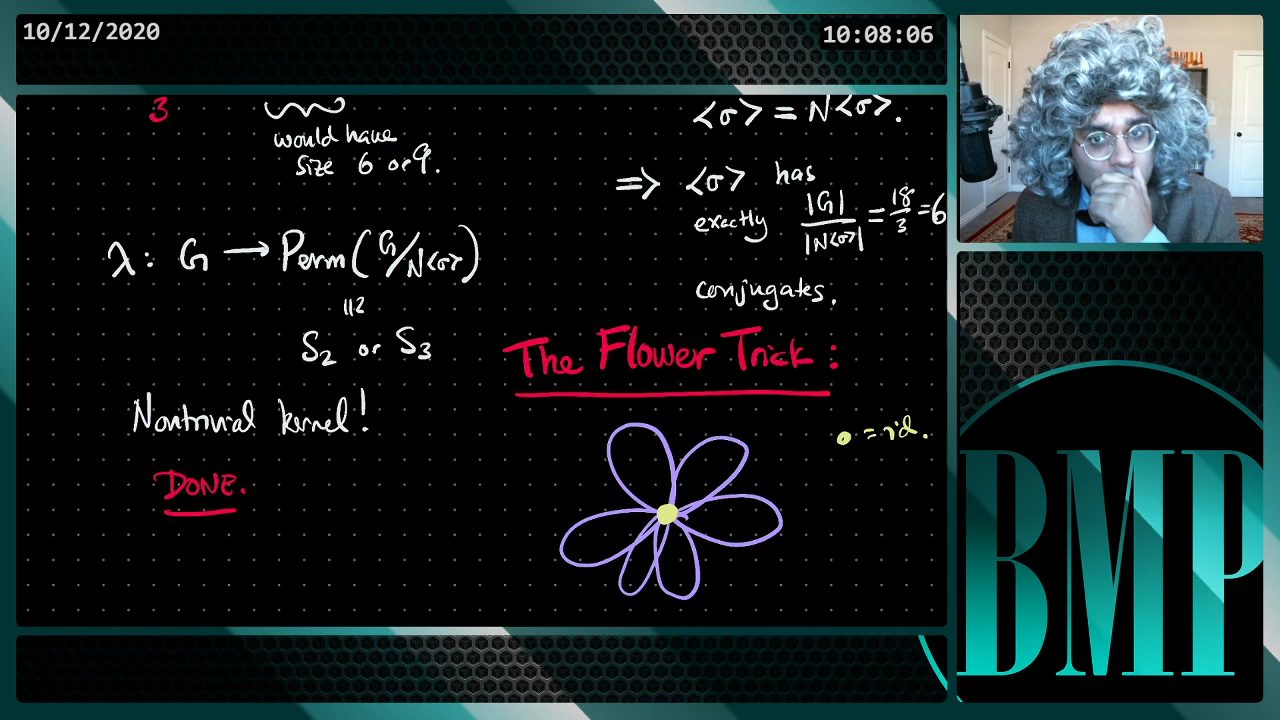 10/12/2020
10:08:06
3
would have
size 6 or 9.
λ: G → Perm(G/N<σ>)
S₂ or S₃
Nontrivial kernel!
DONE.
<σ> = N<σ>.
⇒ <σ> has
exactly |G|/|N<σ>| = 18/3 = 6
conjugates.
The Flower Trick:
= id.
BMP